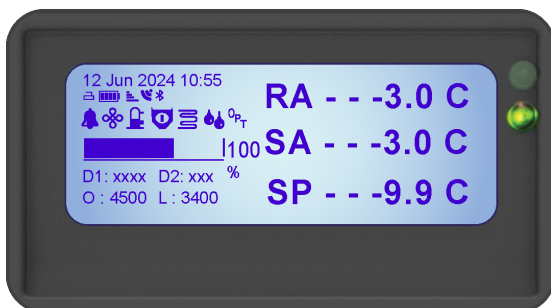 12 Jun 2024 10:55
RA - - -3.0 C
OPT
100
%
SA - - -3.0 C
D1: xxxx D2: xxx
O : 4500 L : 3400
SP - - -9.9 C